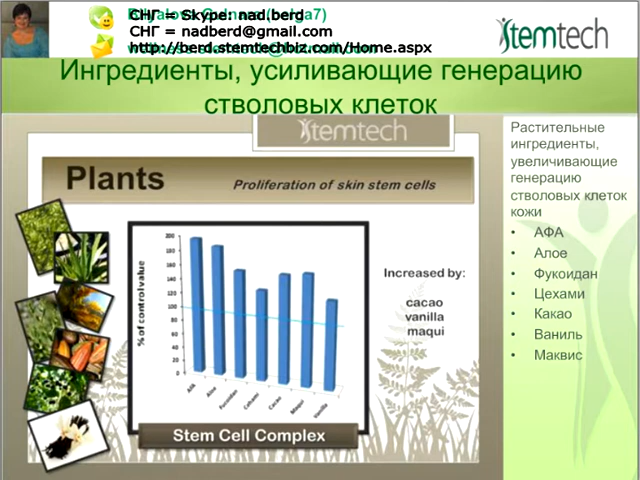 СНГ = Skype: nad.berd
СНГ = nadberd@gmail.com
http://berd.stemtechbiz.com/Home.aspx
stemtech
Ингредиенты, усиливающие генерацию
стволовых клеток
stemtech
Plants
Proliferation of skin stem cells
% of control value
200
180
160
140
120
100
80
60
40
20
0
Afa
Aloe
Fucoidan
Cehami
Cacao
Maqui
Vanilla
Increased by:
cacao
vanilla
maqui
Stem Cell Complex
Растительные
ингредиенты,
увеличивающие
генерацию
стволовых клеток
кожи
• АФА
• Алое
• Фукоидан
• Цехами
• Какао
• Ваниль
• Маквис